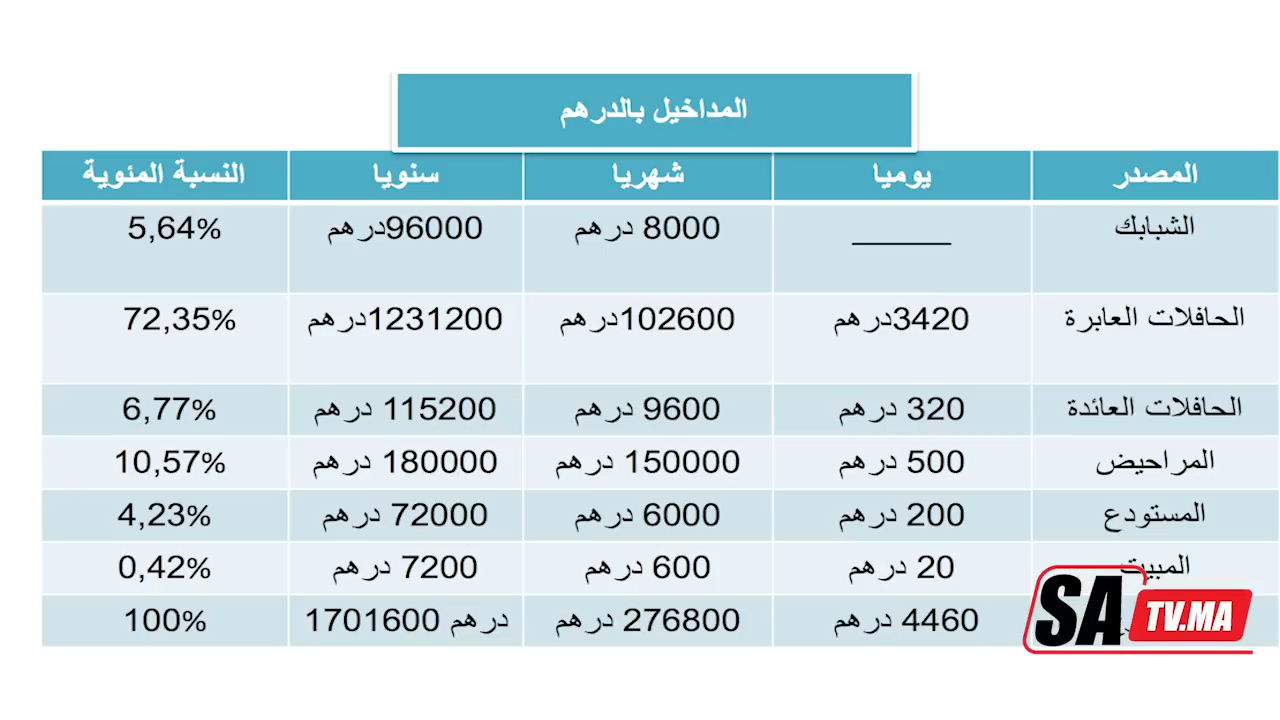 المداخيل بالدرهم
المصدر يوميا شهريا سنويا النسبة المئوية
الشبابك ______ 8000 درهم 96000درهم 5,64%
الحافلات العابرة 3420درهم 102600درهم 1231200درهم 72,35%
الحافلات العائدة 320 درهم 9600 درهم 115200 درهم 6,77%
المراحيض 500 درهم 150000 درهم 180000 درهم 10,57%
المستودع 200 درهم 6000 درهم 72000 درهم 4,23%
المبيت 20 درهم 600 درهم 7200 درهم 0,42%
4460 درهم 276800 درهم درهم 1701600 100%
SA TV.MA